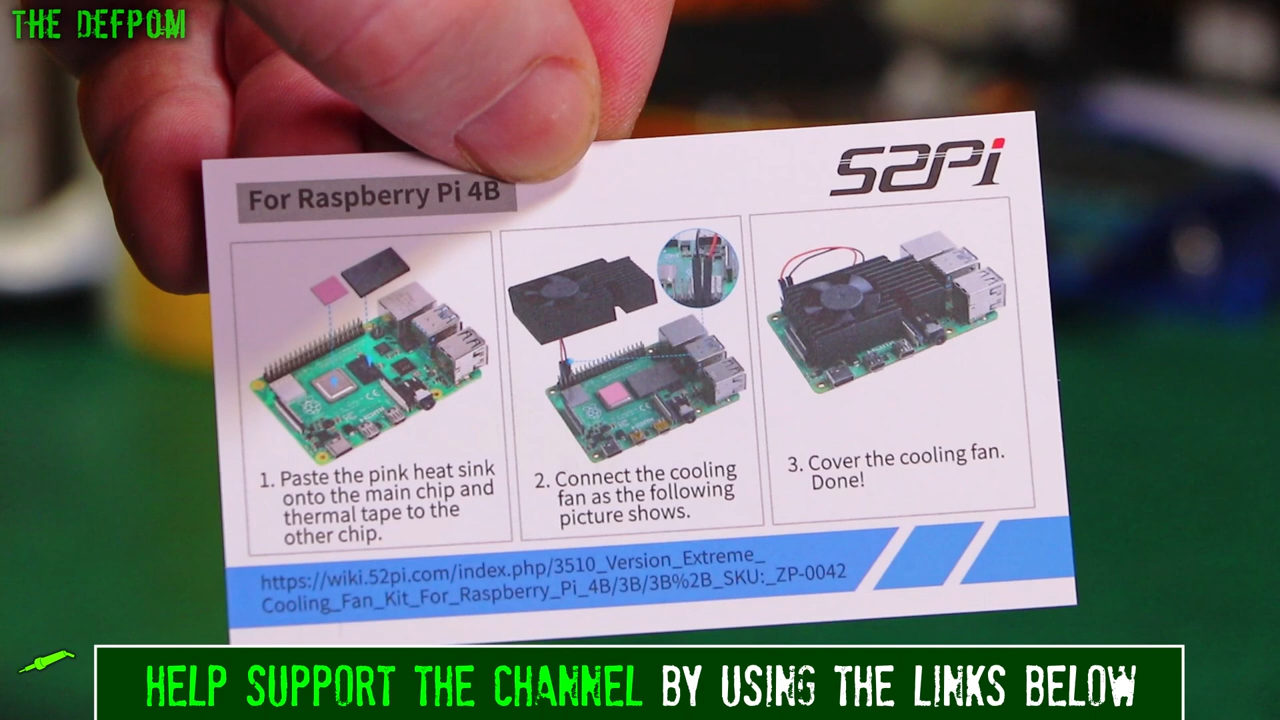 THE DEFPOM
For Raspberry Pi 4B
S2Pi
1. Paste the pink heat sink
onto the main chip and
thermal tape to the
other chip.
2. Connect the cooling
fan as the following
picture shows.
3. Cover the cooling fan.
Done!
https://wiki.52pi.com/index.php/3510_Version_Extreme_
Cooling_Fan_Kit_For_Raspberry_Pi_4B/3B/3B%2B_SKU:_ZP-0042
HELP SUPPORT THE CHANNEL BY USING THE LINKS BELOW